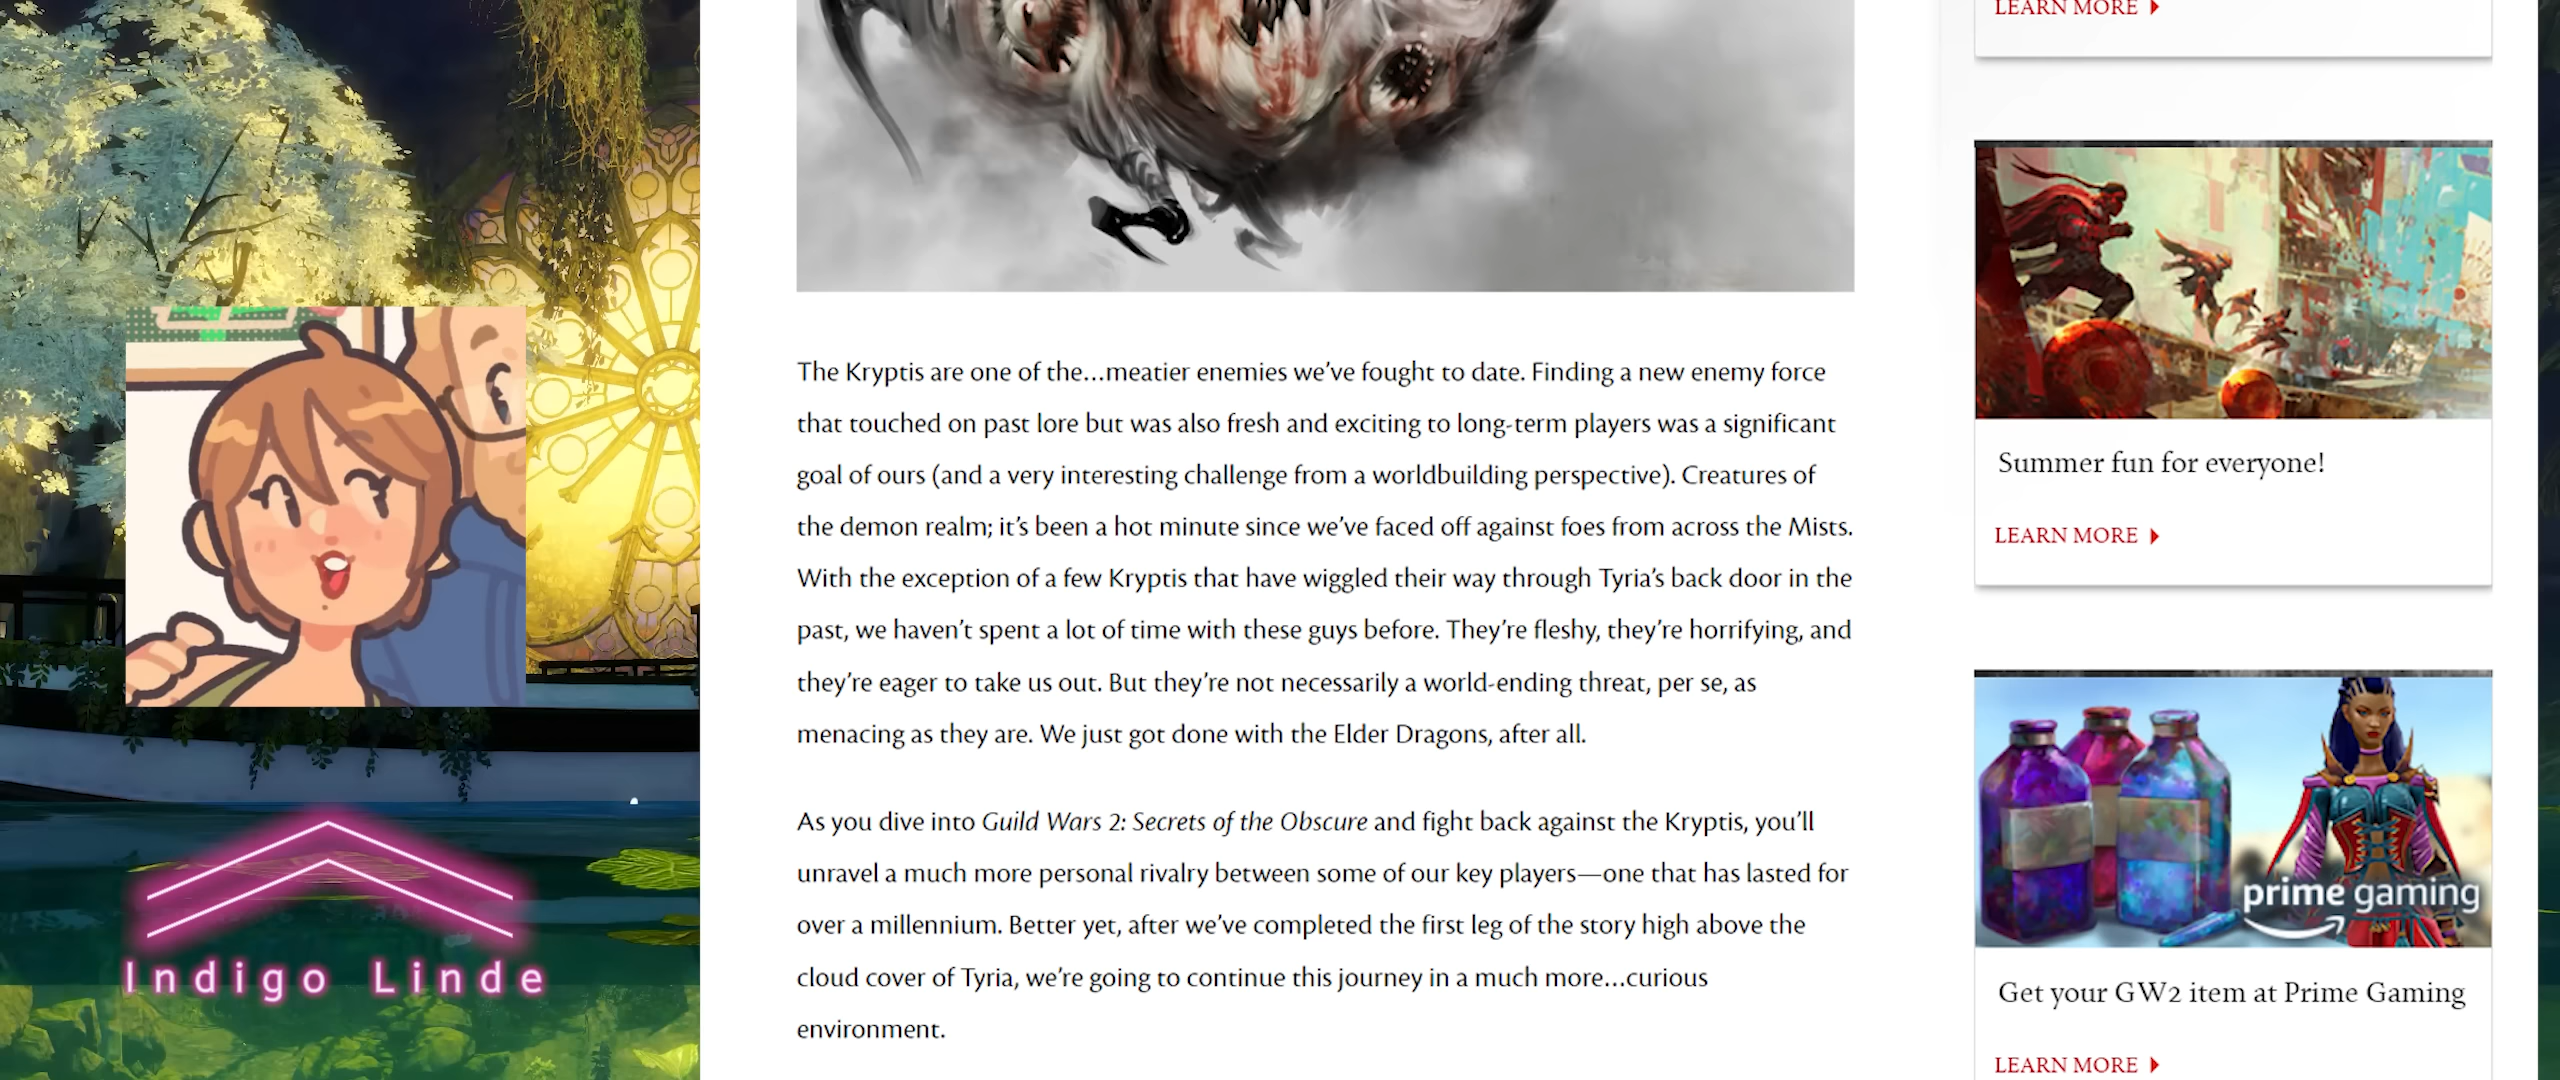 The Kryptis are one of the…meatier enemies we’ve fought to date. Finding a new enemy force
that touched on past lore but was also fresh and exciting to long-term players was a significant
goal of ours (and a very interesting challenge from a worldbuilding perspective). Creatures of
the demon realm; it’s been a hot minute since we’ve faced off against foes from across the Mists.
With the exception of a few Kryptis that have wiggled their way through Tyria’s back door in the
past, we haven’t spent a lot of time with these guys before. They’re fleshy, they’re horrifying, and
they’re eager to take us out. But they’re not necessarily a world-ending threat, per se, as
menacing as they are. We just got done with the Elder Dragons, after all.
As you dive into Guild Wars 2: Secrets of the Obscure and fight back against the Kryptis, you’ll
unravel a much more personal rivalry between some of our key players—one that has lasted for
over a millennium. Better yet, after we’ve completed the first leg of the story high above the
cloud cover of Tyria, we’re going to continue this journey in a much more…curious
environment.
Indigo Linde
LEARN MORE
Summer fun for everyone!
LEARN MORE
prime gaming
Get your GW2 item at Prime Gaming
LEARN MORE